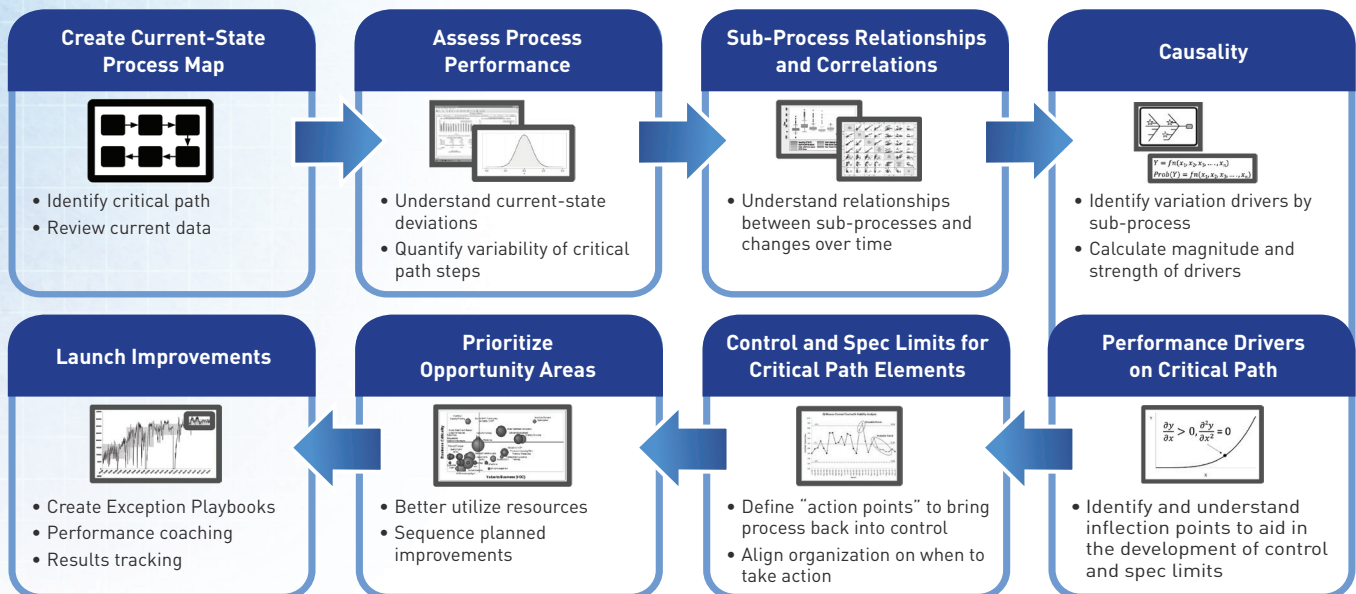 Create Current-State
Process Map
• Identify critical path
• Review current data
Assess Process
Performance
• Understand current-state
deviations
• Quantify variability of critical
path steps
Sub-Process Relationships
and Correlations
• Understand relationships
between sub-processes and
changes over time
Causality
Y = fn(x₁, x₂, x₃, …, xₙ)
Prob(Y) = fn(x₁, x₂, x₃, …, xₙ)
• Identify variation drivers by
sub-process
• Calculate magnitude and
strength of drivers
Performance Drivers
on Critical Path
∂y/∂x > 0, ∂²y/∂x² = 0
• Identify and understand
inflection points to aid in
the development of control
and spec limits
Control and Spec Limits for
Critical Path Elements
• Define “action points” to bring
process back into control
• Align organization on when to
take action
Prioritize
Opportunity Areas
• Better utilize resources
• Sequence planned
improvements
Launch Improvements
• Create Exception Playbooks
• Performance coaching
• Results tracking